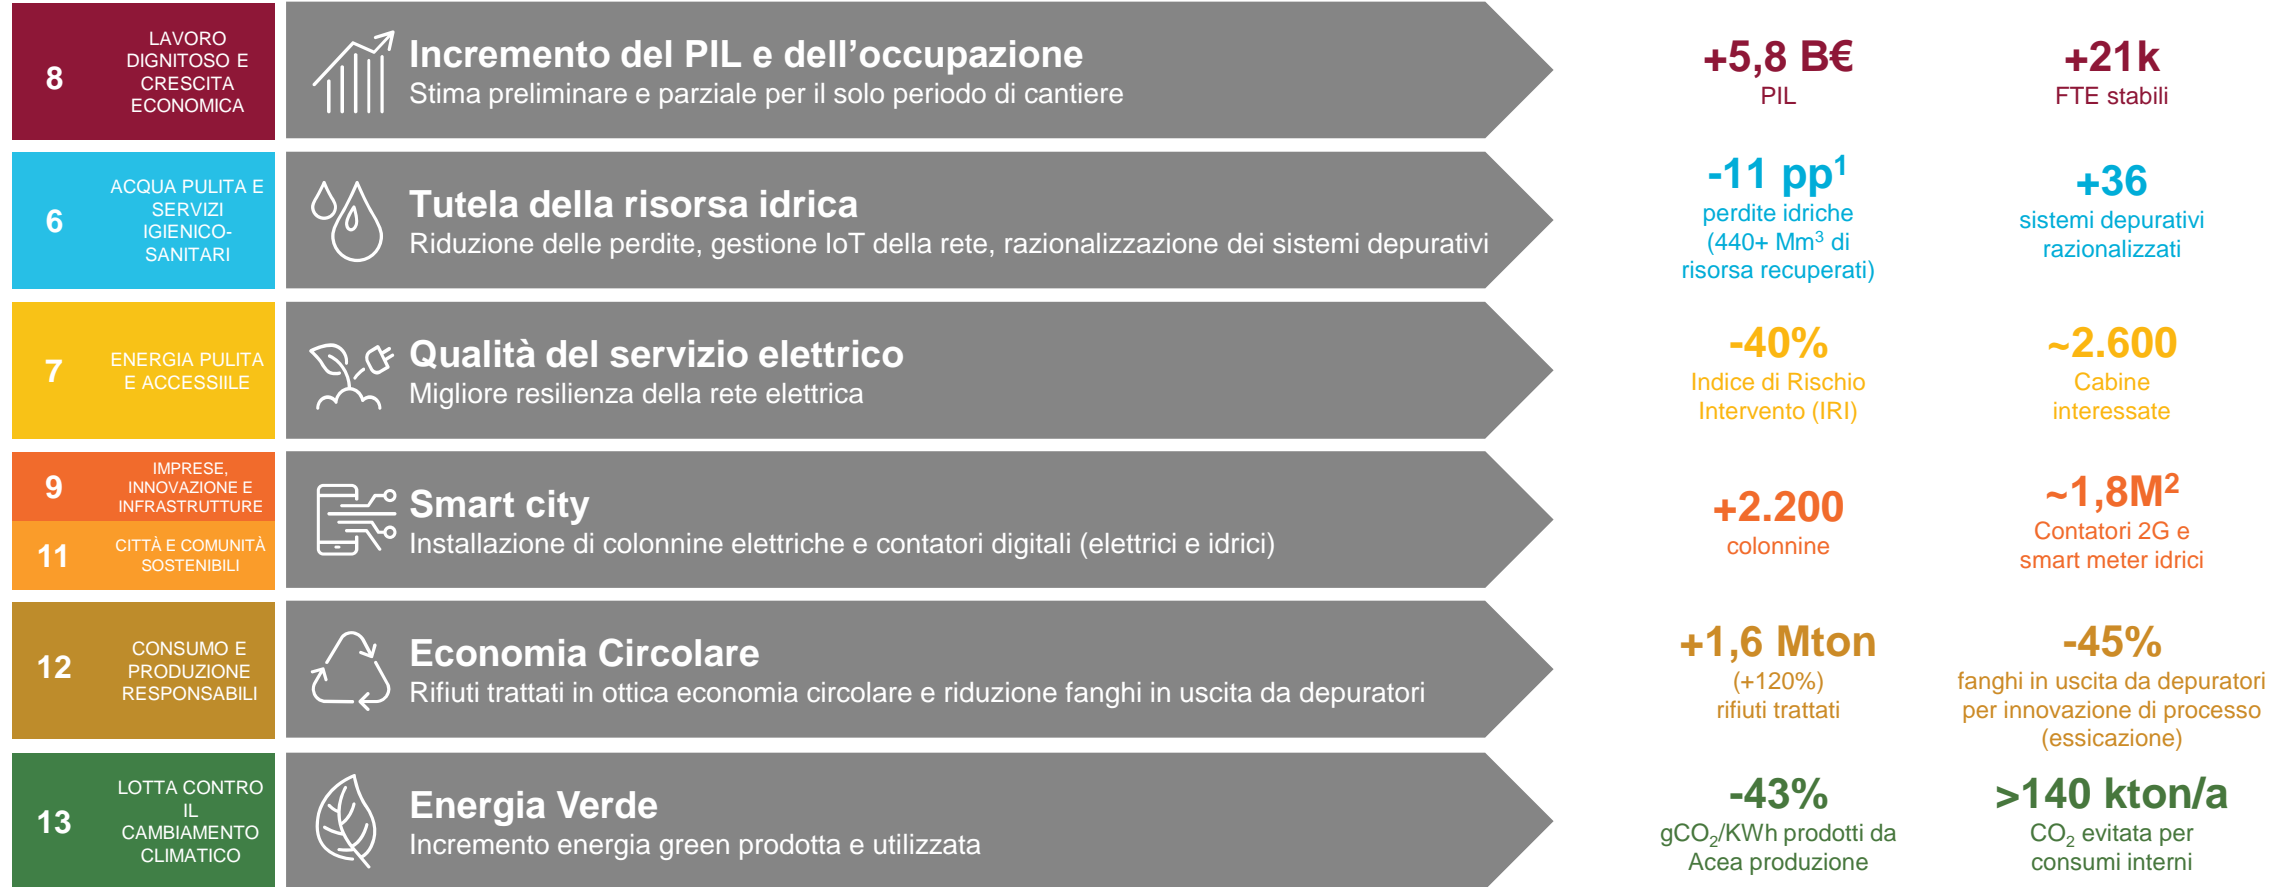 8
LAVORO
DIGNITOSO E
CRESCITA
ECONOMICA
Incremento del PIL e dell’occupazione
Stima preliminare e parziale per il solo periodo di cantiere
+5,8 B€
PIL
+21k
FTE stabili
6
ACQUA PULITA E
SERVIZI
IGIENICO-
SANITARI
Tutela della risorsa idrica
Riduzione delle perdite, gestione IoT della rete, razionalizzazione dei sistemi depurativi
-11 pp¹
perdite idriche
(440+ Mm³ di
risorsa recuperati)
+36
sistemi depurativi
razionalizzati
7
ENERGIA PULITA
E ACCESSIILE
Qualità del servizio elettrico
Migliore resilienza della rete elettrica
-40%
Indice di Rischio
Intervento (IRI)
~2.600
Cabine
interessate
9
IMPRESE,
INNOVAZIONE E
INFRASTRUTTURE
11
CITTÀ E COMUNITÀ
SOSTENIBILI
Smart city
Installazione di colonnine elettriche e contatori digitali (elettrici e idrici)
+2.200
colonnine
~1,8M²
Contatori 2G e
smart meter idrici
12
CONSUMO E
PRODUZIONE
RESPONSABILI
Economia Circolare
Rifiuti trattati in ottica economia circolare e riduzione fanghi in uscita da depuratori
+1,6 Mton
(+120%)
rifiuti trattati
-45%
fanghi in uscita da depuratori
per innovazione di processo
(essicazione)
13
LOTTA CONTRO
IL
CAMBIAMENTO
CLIMATICO
Energia Verde
Incremento energia green prodotta e utilizzata
-43%
gCO₂/KWh prodotti da
Acea produzione
>140 kton/a
CO₂ evitata per
consumi interni